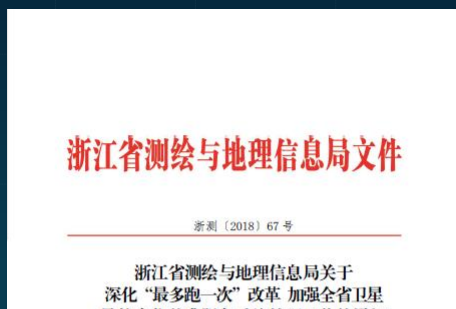 浙江省测绘与地理信息局文件
浙测〔2018〕67 号
浙江省测绘与地理信息局关于
深化“最多跑一次”改革 加强全省卫星